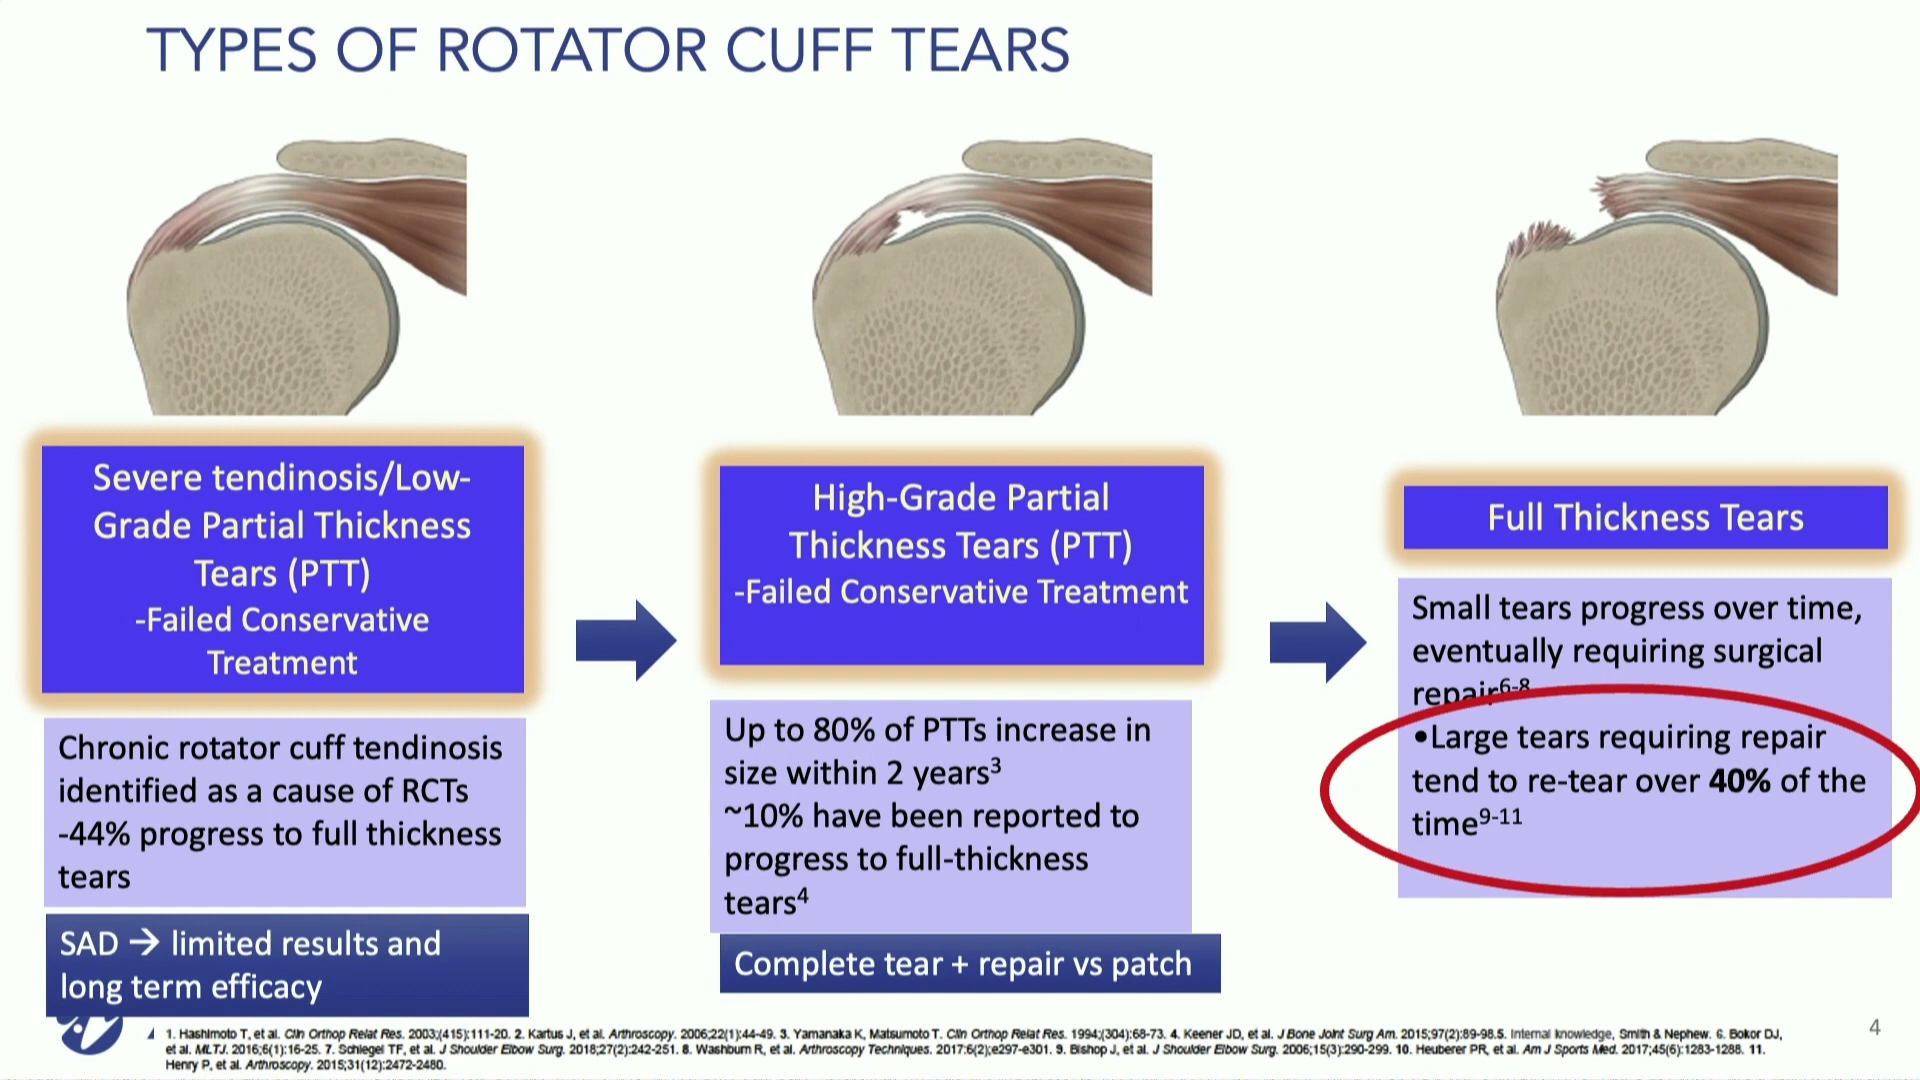 TYPES OF ROTATOR CUFF TEARS
Severe tendinosis/Low-
Grade Partial Thickness
Tears (PTT)
-Failed Conservative
Treatment
Chronic rotator cuff tendinosis
identified as a cause of RCTs
-44% progress to full thickness
tears
SAD → limited results and
long term efficacy
High-Grade Partial
Thickness Tears (PTT)
-Failed Conservative Treatment
Up to 80% of PTTs increase in
size within 2 years³
~10% have been reported to
progress to full-thickness
tears⁴
Complete tear + repair vs patch
Full Thickness Tears
Small tears progress over time,
eventually requiring surgical
repair⁶⁻⁸
•Large tears requiring repair
tend to re-tear over 40% of the
time⁹⁻¹¹
1. Hashimoto T, et al. Clin Orthop Relat Res. 2003;(415):111-20. 2. Kartus J, et al. Arthroscopy. 2006;22(1):44-49. 3. Yamanaka K, Matsumoto T. Clin Orthop Relat Res. 1994;(304):68-73. 4. Keener JD, et al. J Bone Joint Surg Am. 2015;97(2):89-98.5. Internal knowledge, Smith & Nephew. 6. Bokor DJ,
et al. MLTJ. 2016;6(1):16-25. 7. Schlegel TF, et al. J Shoulder Elbow Surg. 2018;27(2):242-251. 8. Washburn R, et al. Arthroscopy Techniques. 2017:6(2);e297-e301. 9. Bishop J, et al. J Shoulder Elbow Surg. 2006;15(3):290-299. 10. Heuberer PR, et al. Am J Sports Med. 2017;45(6):1283-1288. 11.
Henry P, et al. Arthroscopy. 2015;31(12):2472-2480.
4